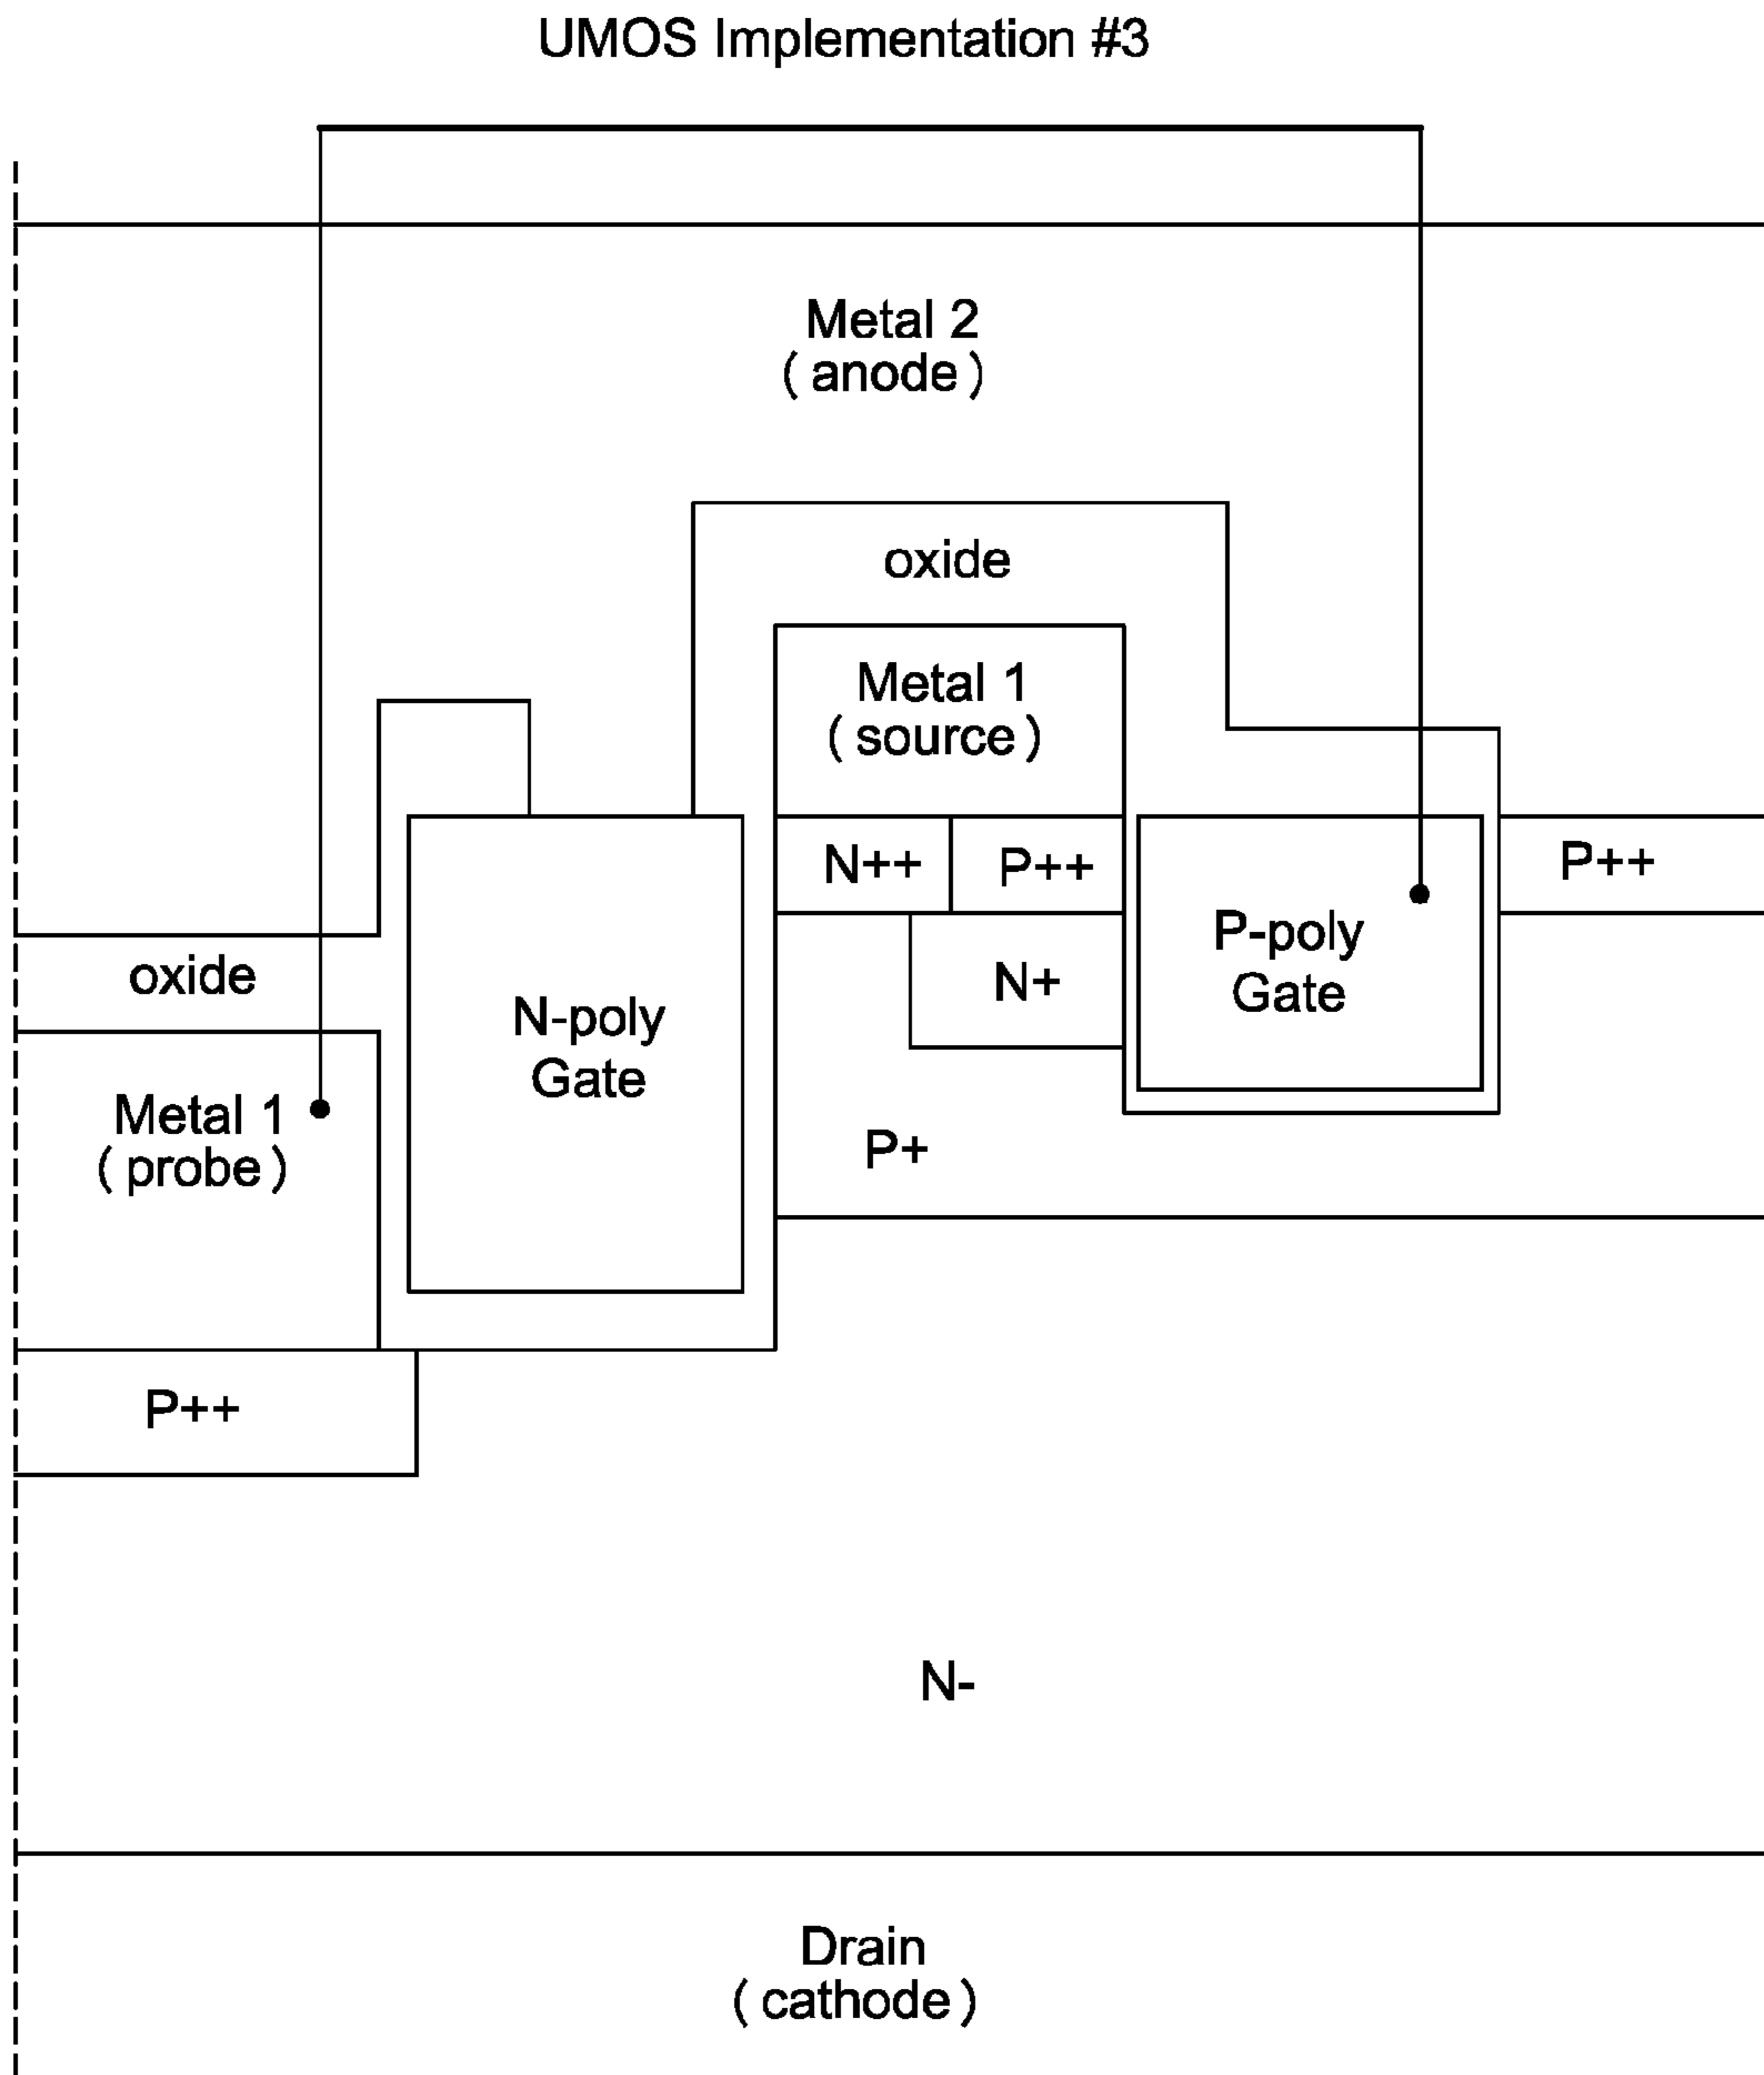 UMOS Implementation #3
Metal 2
(anode)
oxide
Metal 1
(source)
N++
P++
P++
P-poly
Gate
oxide
N+
N-poly
Gate
Metal 1
(probe)
P+
P++
N-
Drain
(cathode)